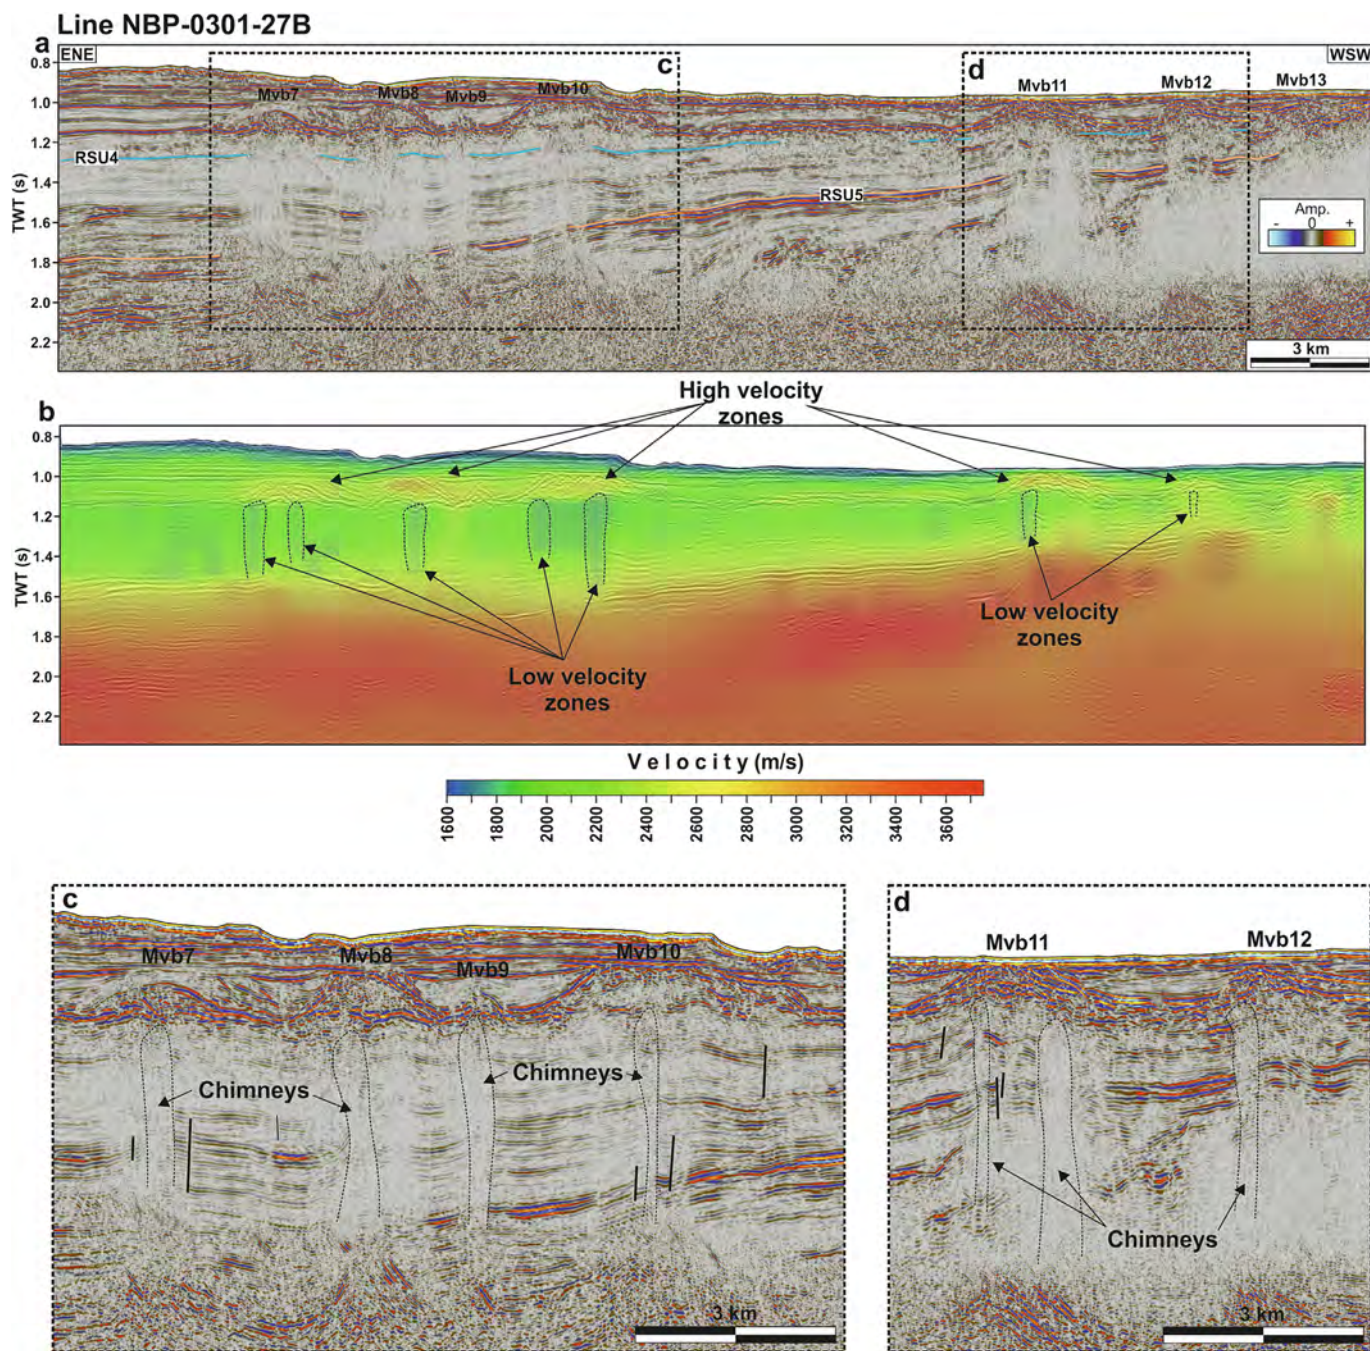 Line NBP-0301-27B
a
ENE
WSW
c
d
Mvb7
Mvb8
Mvb9
Mvb10
Mvb11
Mvb12
Mvb13
RSU4
RSU5
TWT (s)
0.8
1.0
1.2
1.4
1.6
1.8
2.0
2.2
Amp.
- 0 +
3 km
b
High velocity
zones
TWT (s)
0.8
1.0
1.2
1.4
1.6
1.8
2.0
2.2
Low velocity
zones
Low velocity
zones
Velocity (m/s)
1600 1800 2000 2200 2400 2600 2800 3000 3200 3400 3600
c
Mvb7
Mvb8
Mvb9
Mvb10
Chimneys
Chimneys
3 km
d
Mvb11
Mvb12
Chimneys
3 km